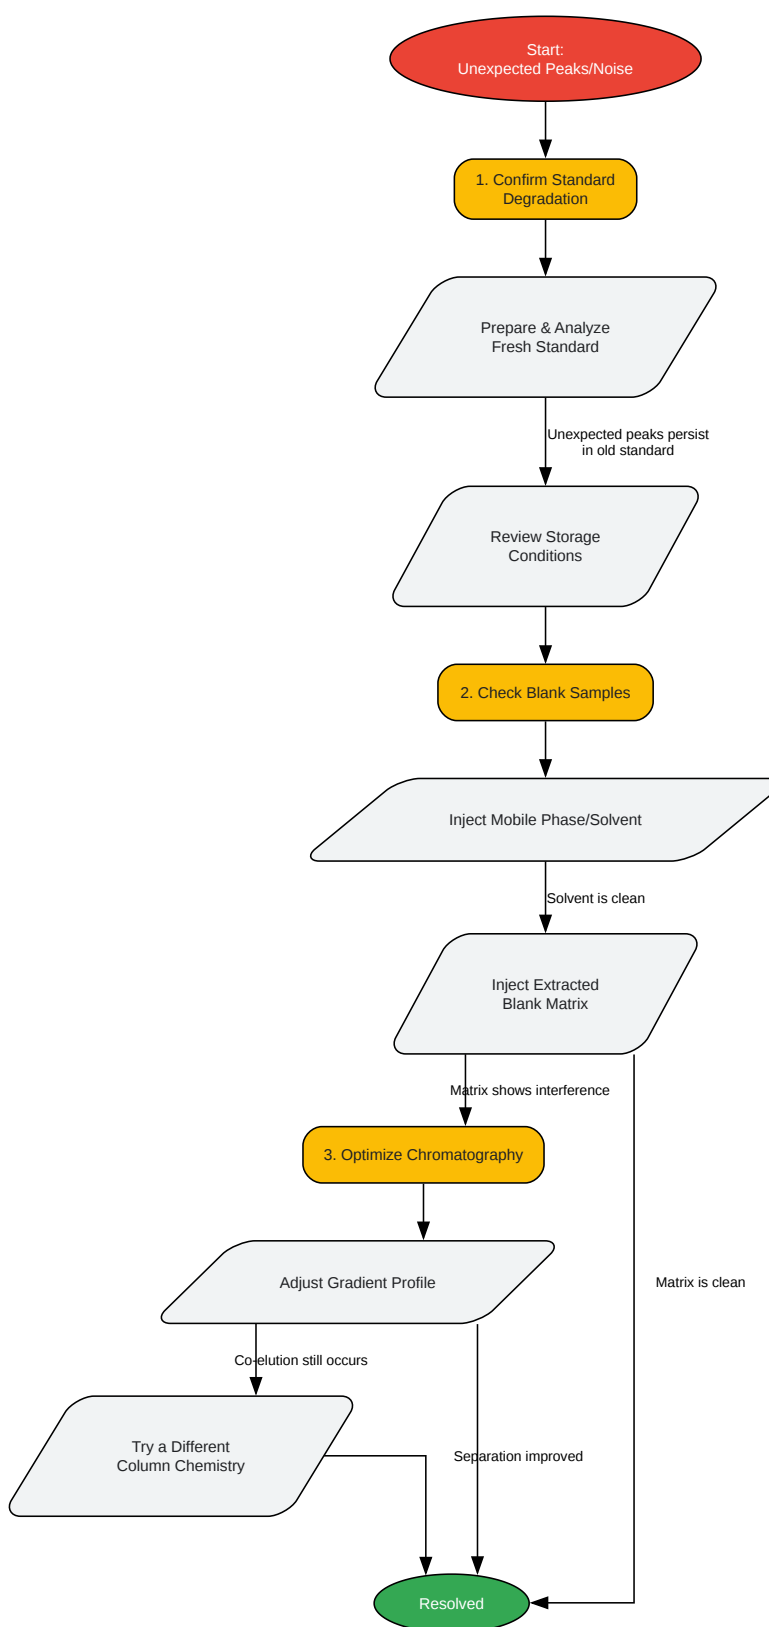 Start:
Unexpected Peaks/Noise
1. Confirm Standard
Degradation
Prepare & Analyze
Fresh Standard
Unexpected peaks persist
in old standard
Review Storage
Conditions
2. Check Blank Samples
Inject Mobile Phase/Solvent
Solvent is clean
Inject Extracted
Blank Matrix
Matrix shows interference
3. Optimize Chromatography
Adjust Gradient Profile
Matrix is clean
Co-elution still occurs
Try a Different
Column Chemistry
Separation improved
Resolved